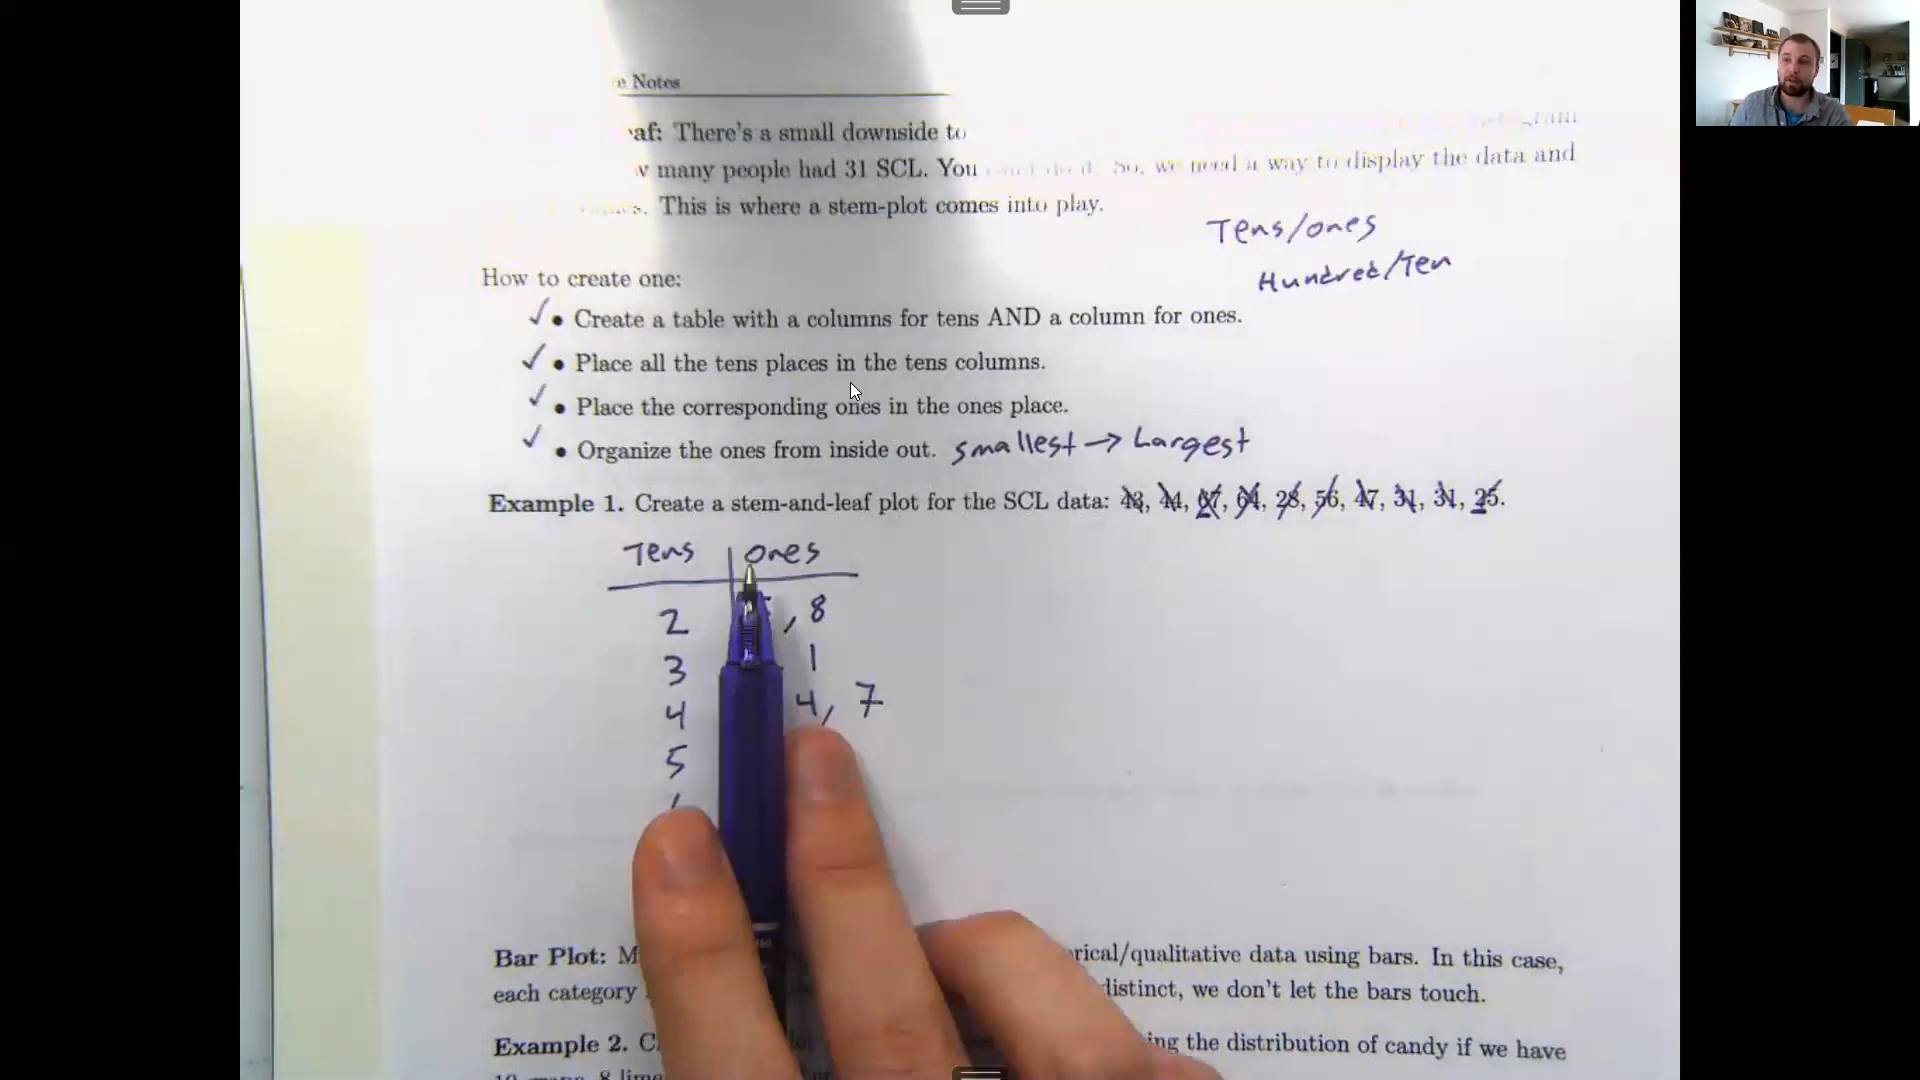 Notes
af: There's a small downside to
many people had 31 SCL. You So, we need a way to display the data and
This is where a stem-plot comes into play.
Tens/ones
Hundred/Ten
How to create one:
✓ • Create a table with a columns for tens AND a column for ones.
✓ • Place all the tens places in the tens columns.
✓ • Place the corresponding ones in the ones place.
✓ • Organize the ones from inside out. smallest → Largest
Example 1. Create a stem-and-leaf plot for the SCL data: 43, 44, 67, 64, 28, 56, 47, 31, 31, 25.
Tens | ones
2 , 8
3 1
4 4, 7
5
Bar Plot: rical/qualitative data using bars. In this case,
each category distinct, we don't let the bars touch.
Example 2. ing the distribution of candy if we have